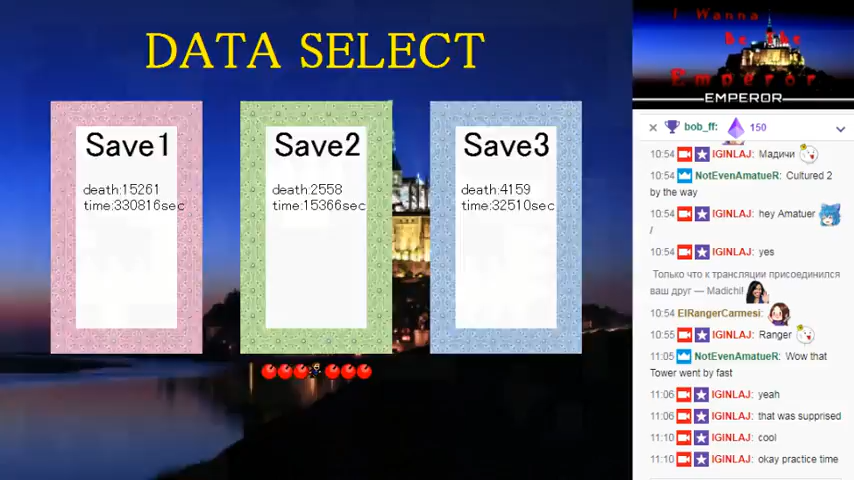 DATA SELECT
Save1
death:15261
time:330816sec
Save2
death:2558
time:15366sec
Save3
death:4159
time:32510sec
I Wanna
Be the
Emperor
EMPEROR
bob_ff: 150
10:54 IGINLAJ: Мадичи
10:54 NotEvenAmatueR: Cultured 2
by the way
10:54 IGINLAJ: hey Amatuer
/
10:54 IGINLAJ: yes
Только что к трансляции присоединился
ваш друг — Madichi!
10:54 ElRangerCarmesi:
10:55 IGINLAJ: Ranger
11:05 NotEvenAmatueR: Wow that
Tower went by fast
11:06 IGINLAJ: yeah
11:06 IGINLAJ: that was supprised
11:10 IGINLAJ: cool
11:10 IGINLAJ: okay practice time